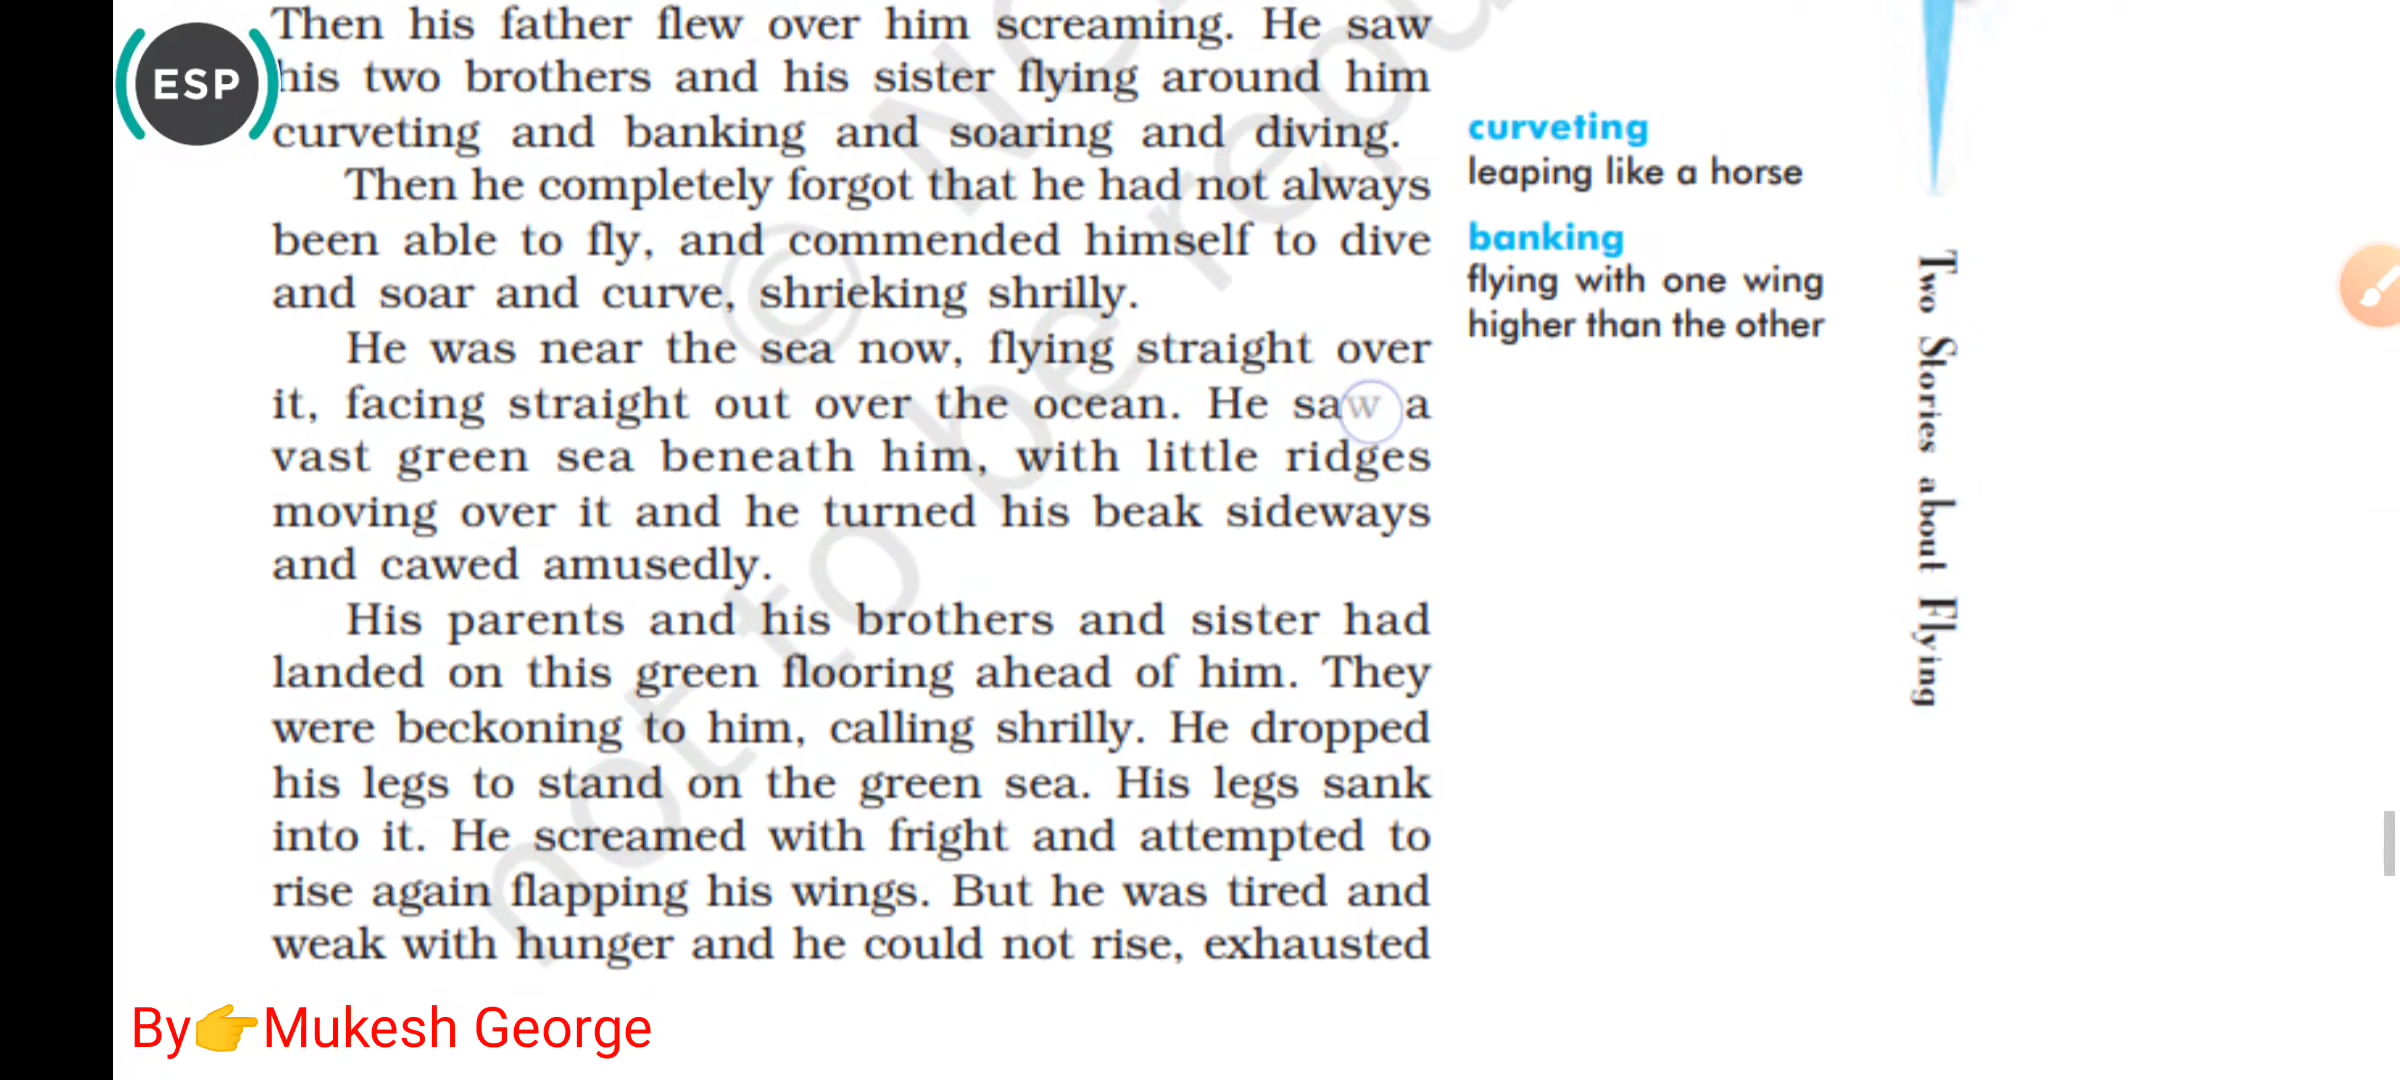 Then his father flew over him screaming. He saw
his two brothers and his sister flying around him
curveting and banking and soaring and diving.
Then he completely forgot that he had not always
been able to fly, and commended himself to dive
and soar and curve, shrieking shrilly.
He was near the sea now, flying straight over
it, facing straight out over the ocean. He saw a
vast green sea beneath him, with little ridges
moving over it and he turned his beak sideways
and cawed amusedly.
His parents and his brothers and sister had
landed on this green flooring ahead of him. They
were beckoning to him, calling shrilly. He dropped
his legs to stand on the green sea. His legs sank
into it. He screamed with fright and attempted to
rise again flapping his wings. But he was tired and
weak with hunger and he could not rise, exhausted
curveting
leaping like a horse
banking
flying with one wing
higher than the other
Two Stories about Flying
ESP
not to be repu
© NC
By👉Mukesh George